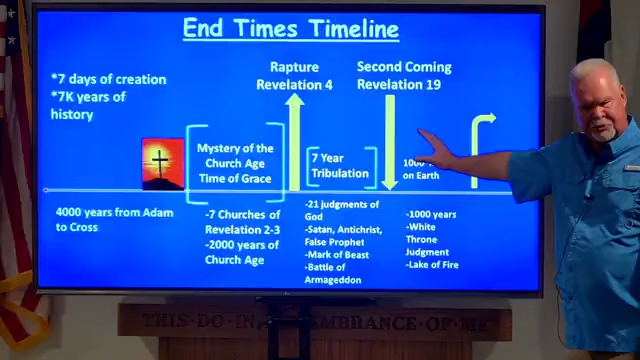 End Times Timeline
*7 days of creation
*7K years of
history
Rapture
Revelation 4
Second Coming
Revelation 19
Mystery of the
Church Age
Time of Grace
7 Year
Tribulation
1000
on Earth
4000 years from Adam
to Cross
-7 Churches of
Revelation 2-3
-2000 years of
Church Age
-21 judgments of
God
-Satan, Antichrist,
False Prophet
-Mark of Beast
-Battle of
Armageddon
-1000 years
-White
Throne
Judgment
-Lake of Fire
THIS·DO·IN EMBRANCE·OF·ME